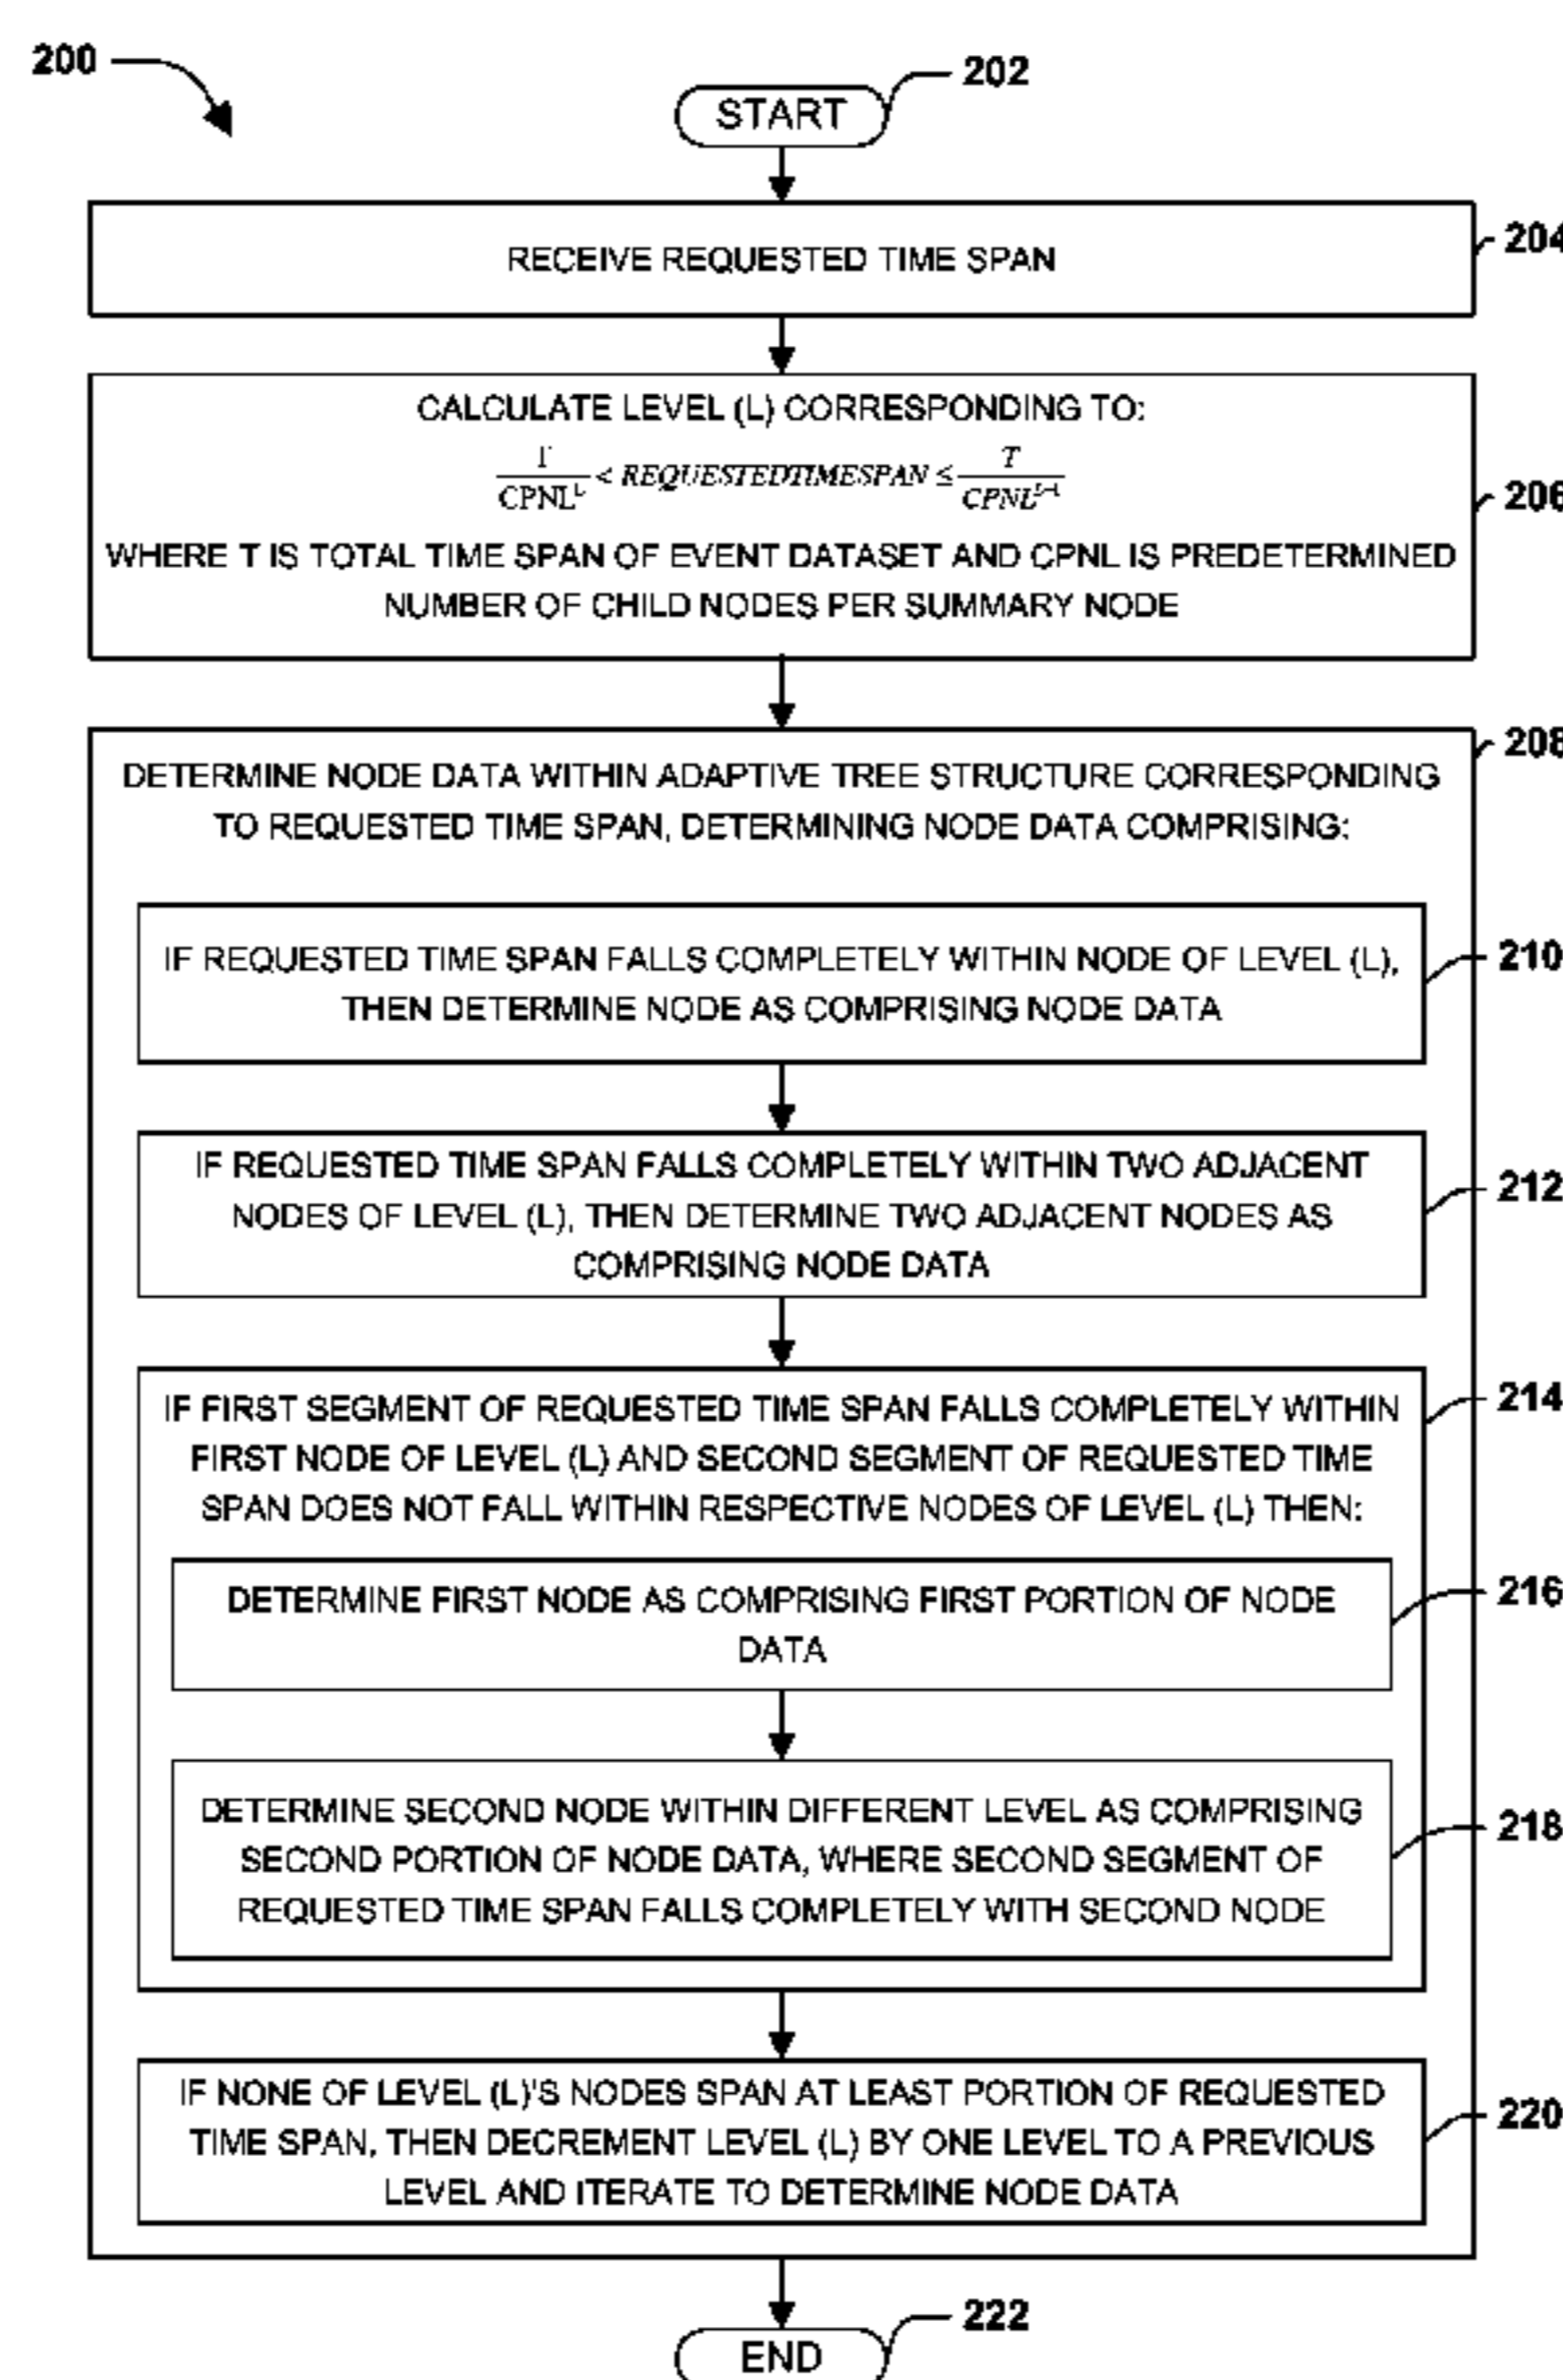 200
START
202
RECEIVE REQUESTED TIME SPAN
204
CALCULATE LEVEL (L) CORRESPONDING TO:
T/CPNL^L < REQUESTEDTIMESPAN ≤ T/CPNL^L-1
WHERE T IS TOTAL TIME SPAN OF EVENT DATASET AND CPNL IS PREDETERMINED
NUMBER OF CHILD NODES PER SUMMARY NODE
206
208
DETERMINE NODE DATA WITHIN ADAPTIVE TREE STRUCTURE CORRESPONDING
TO REQUESTED TIME SPAN, DETERMINING NODE DATA COMPRISING:
IF REQUESTED TIME SPAN FALLS COMPLETELY WITHIN NODE OF LEVEL (L),
THEN DETERMINE NODE AS COMPRISING NODE DATA
210
IF REQUESTED TIME SPAN FALLS COMPLETELY WITHIN TWO ADJACENT
NODES OF LEVEL (L), THEN DETERMINE TWO ADJACENT NODES AS
COMPRISING NODE DATA
212
IF FIRST SEGMENT OF REQUESTED TIME SPAN FALLS COMPLETELY WITHIN
FIRST NODE OF LEVEL (L) AND SECOND SEGMENT OF REQUESTED TIME
SPAN DOES NOT FALL WITHIN RESPECTIVE NODES OF LEVEL (L) THEN:
214
DETERMINE FIRST NODE AS COMPRISING FIRST PORTION OF NODE
DATA
216
DETERMINE SECOND NODE WITHIN DIFFERENT LEVEL AS COMPRISING
SECOND PORTION OF NODE DATA, WHERE SECOND SEGMENT OF
REQUESTED TIME SPAN FALLS COMPLETELY WITH SECOND NODE
218
IF NONE OF LEVEL (L)'S NODES SPAN AT LEAST PORTION OF REQUESTED
TIME SPAN, THEN DECREMENT LEVEL (L) BY ONE LEVEL TO A PREVIOUS
LEVEL AND ITERATE TO DETERMINE NODE DATA
220
222
END